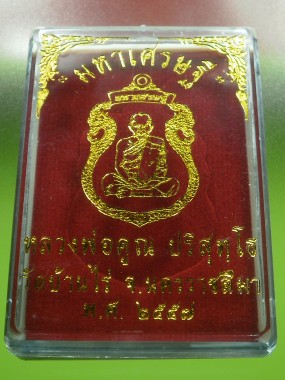 "มหาเศรษฐี"
หลวงพ่อคูณ ปริสุทฺโธ
วัดบ้านไร่ จ.นครราชสีมา
พ.ศ. ๒๕๕๗